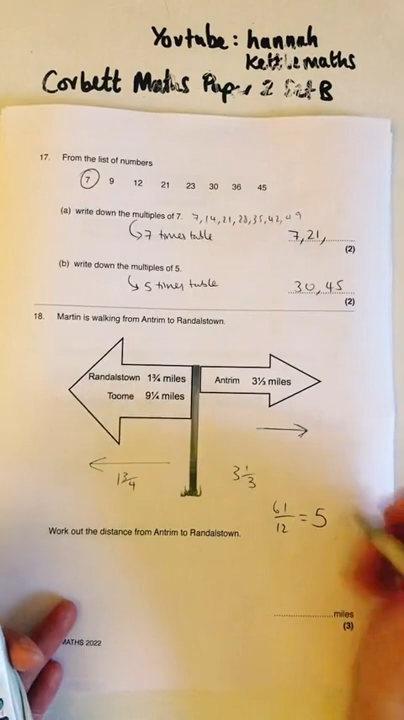 Youtube: hannah
kettlemaths
Corbett Maths Paper 2 Set B
17. From the list of numbers
7 9 12 21 23 30 36 45
(a) write down the multiples of 7. 7,14,21,28,35,42,49
↳ 7 times table 7,21,
(2)
(b) write down the multiples of 5.
↳ 5 times table 30,45
(2)
18. Martin is walking from Antrim to Randalstown.
Randalstown 1¾ miles Antrim 3⅓ miles
Toome 9¼ miles
1¾ 3⅓
61/12 = 5
Work out the distance from Antrim to Randalstown.
miles
(3)
MATHS 2022